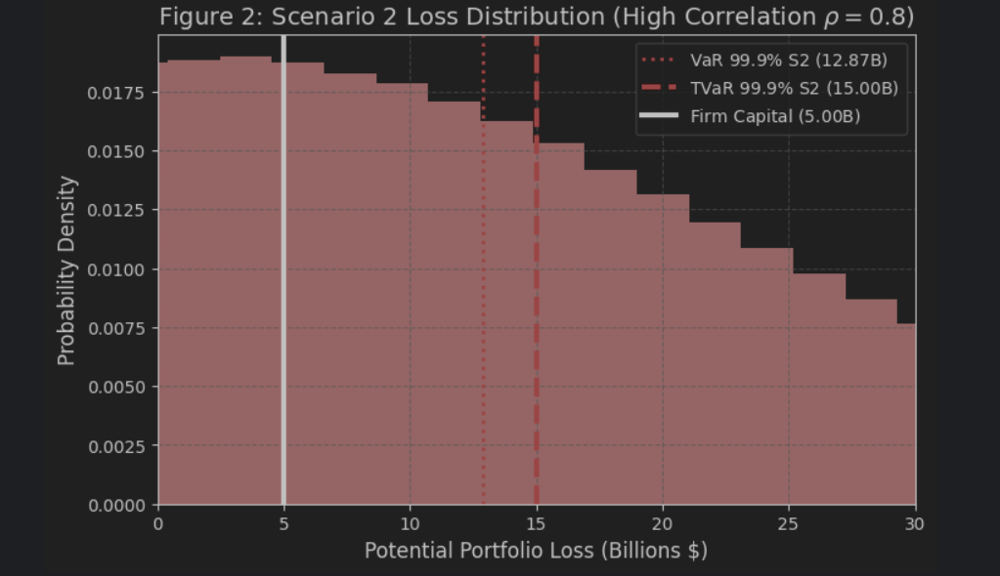 Figure 2: Scenario 2 Loss Distribution (High Correlation ρ = 0.8)
VaR 99.9% S2 (12.87B)
TVaR 99.9% S2 (15.00B)
Firm Capital (5.00B)
Probability Density
0.0175
0.0150
0.0125
0.0100
0.0075
0.0050
0.0025
0.0000
0 5 10 15 20 25 30
Potential Portfolio Loss (Billions $)